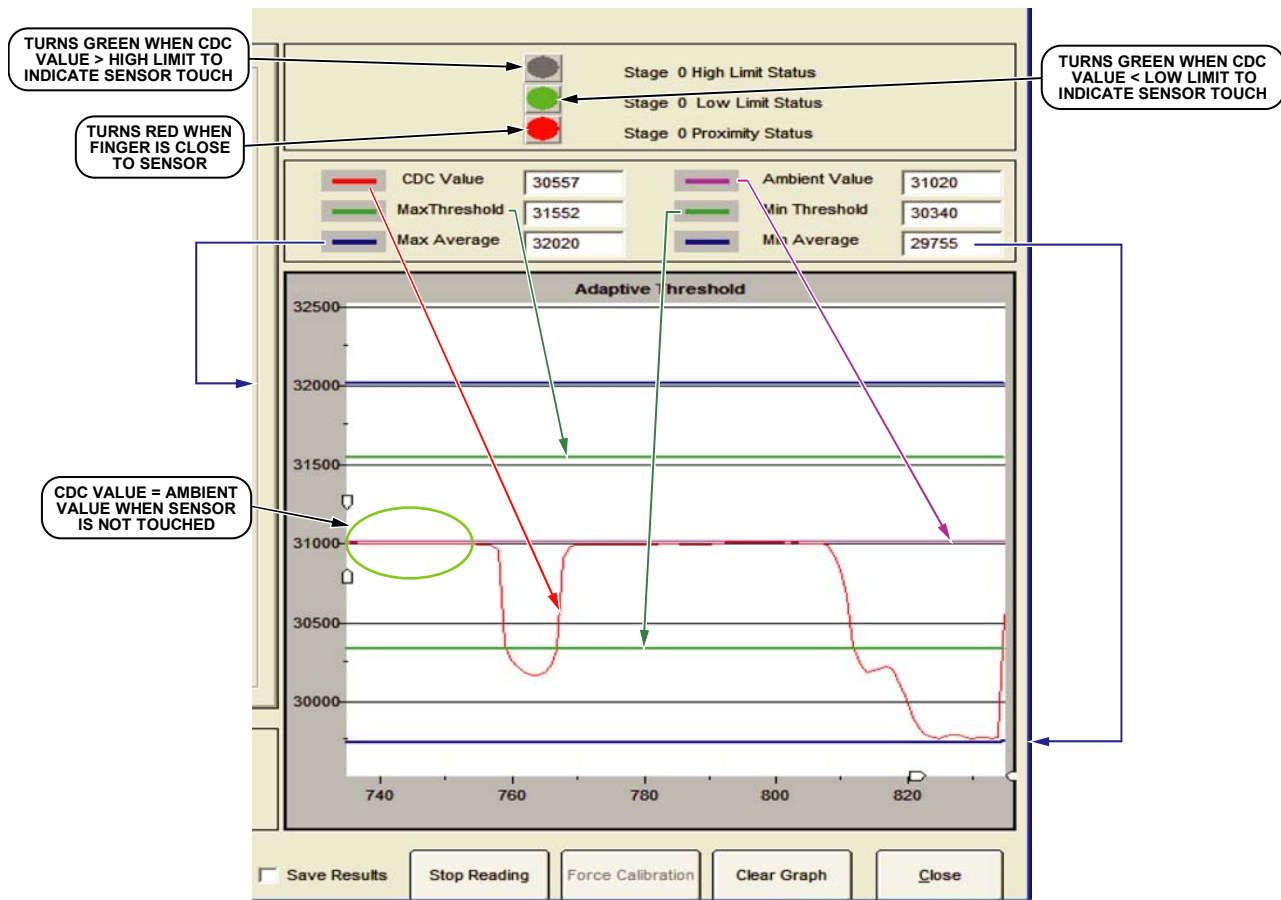 TURNS GREEN WHEN CDC
VALUE > HIGH LIMIT TO
INDICATE SENSOR TOUCH
TURNS RED WHEN
FINGER IS CLOSE
TO SENSOR
Stage 0 High Limit Status
Stage 0 Low Limit Status
Stage 0 Proximity Status
TURNS GREEN WHEN CDC
VALUE < LOW LIMIT TO
INDICATE SENSOR TOUCH
CDC Value 30557
Ambient Value 31020
MaxThreshold 31552
Min Threshold 30340
Max Average 32020
Min Average 29755
Adaptive Threshold
32500
32000
31500
31000
30500
30000
CDC VALUE = AMBIENT
VALUE WHEN SENSOR
IS NOT TOUCHED
740 760 780 800 820
Save Results
Stop Reading
Force Calibration
Clear Graph
Close